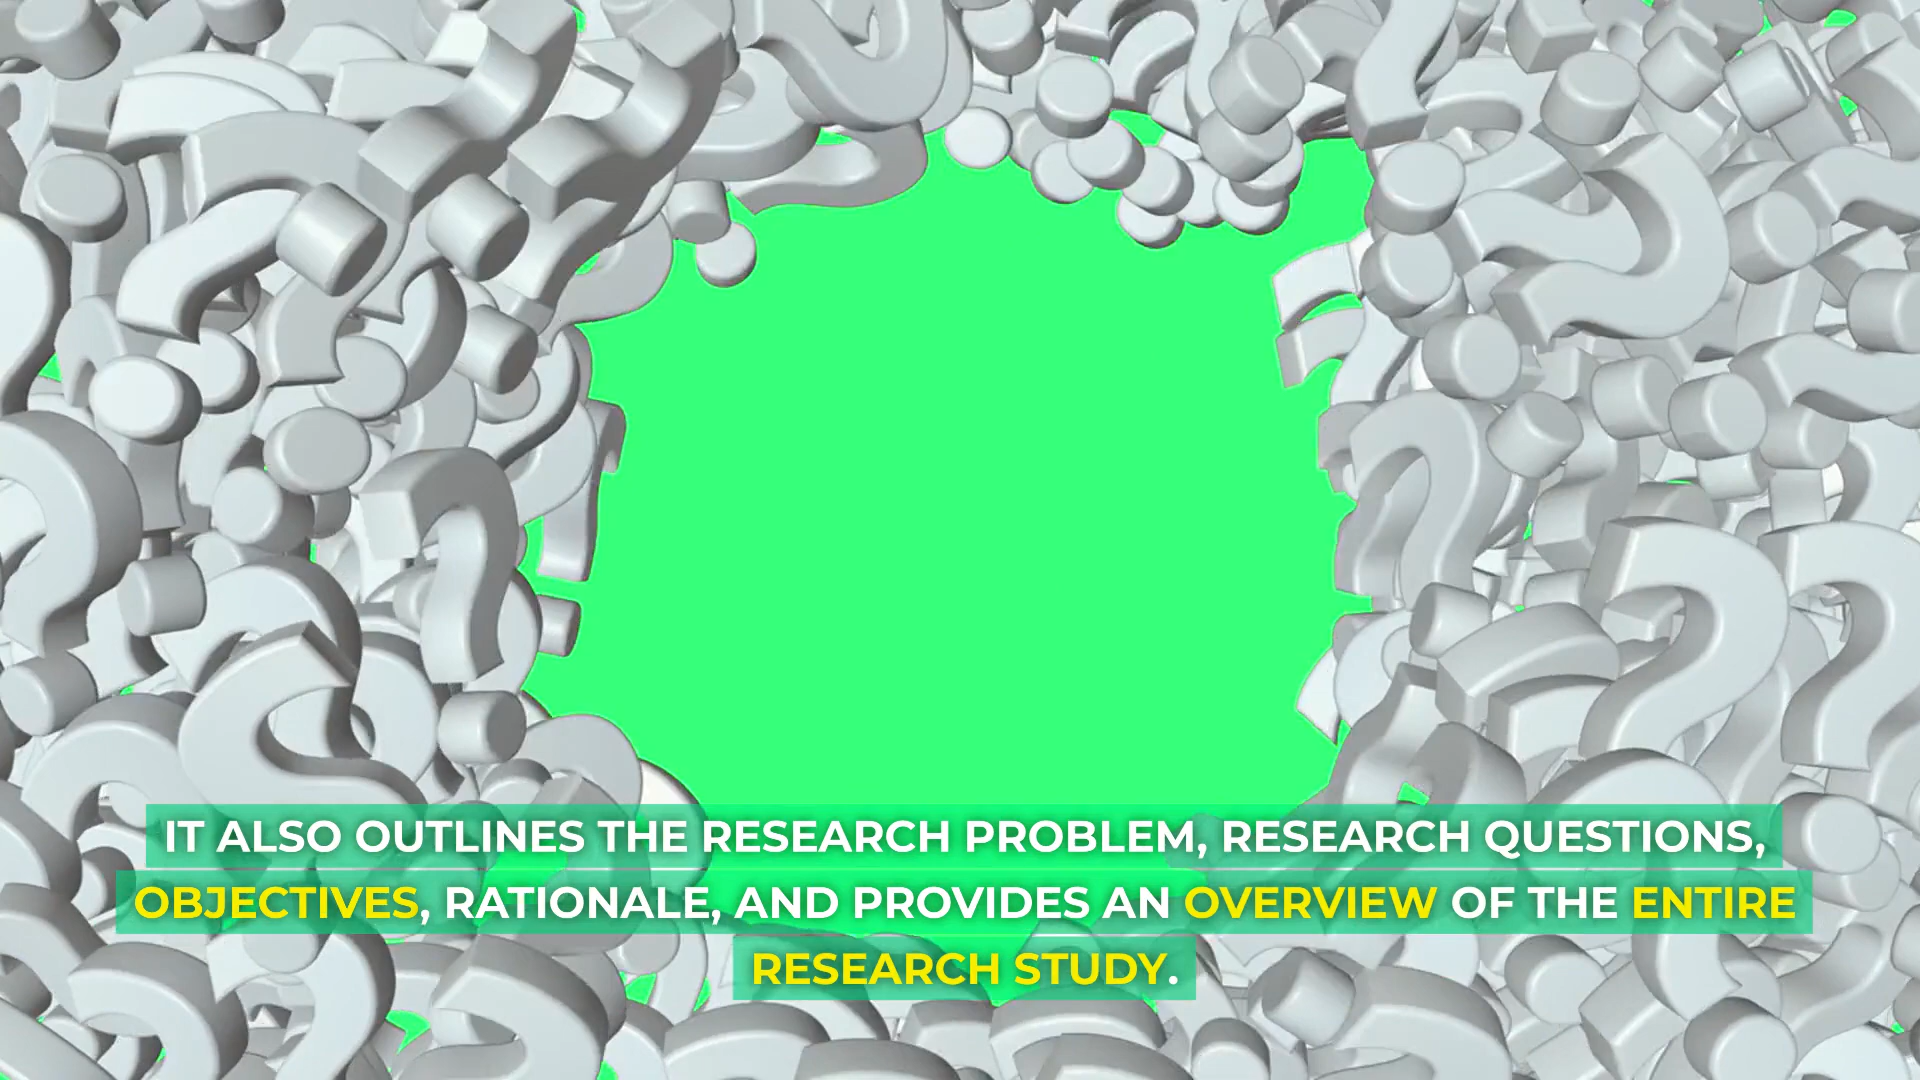 IT ALSO OUTLINES THE RESEARCH PROBLEM, RESEARCH QUESTIONS,
OBJECTIVES, RATIONALE, AND PROVIDES AN OVERVIEW OF THE ENTIRE
RESEARCH STUDY.